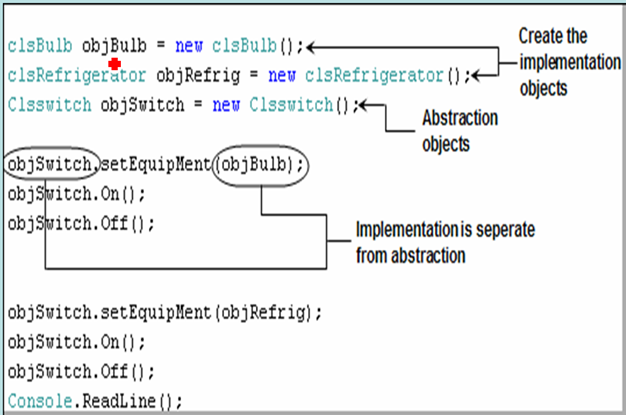 clsBulb objBulb = new clsBulb();
clsRefrigerator objRefrig = new clsRefrigerator();
Clsswitch objSwitch = new Clsswitch();
Create the
implementation
objects
Abstraction
objects
objSwitch.setEquipMent(objBulb);
objSwitch.On();
objSwitch.Off();
Implementation is seperate
from abstraction
objSwitch.setEquipMent(objRefrig);
objSwitch.On();
objSwitch.Off();
Console.ReadLine();